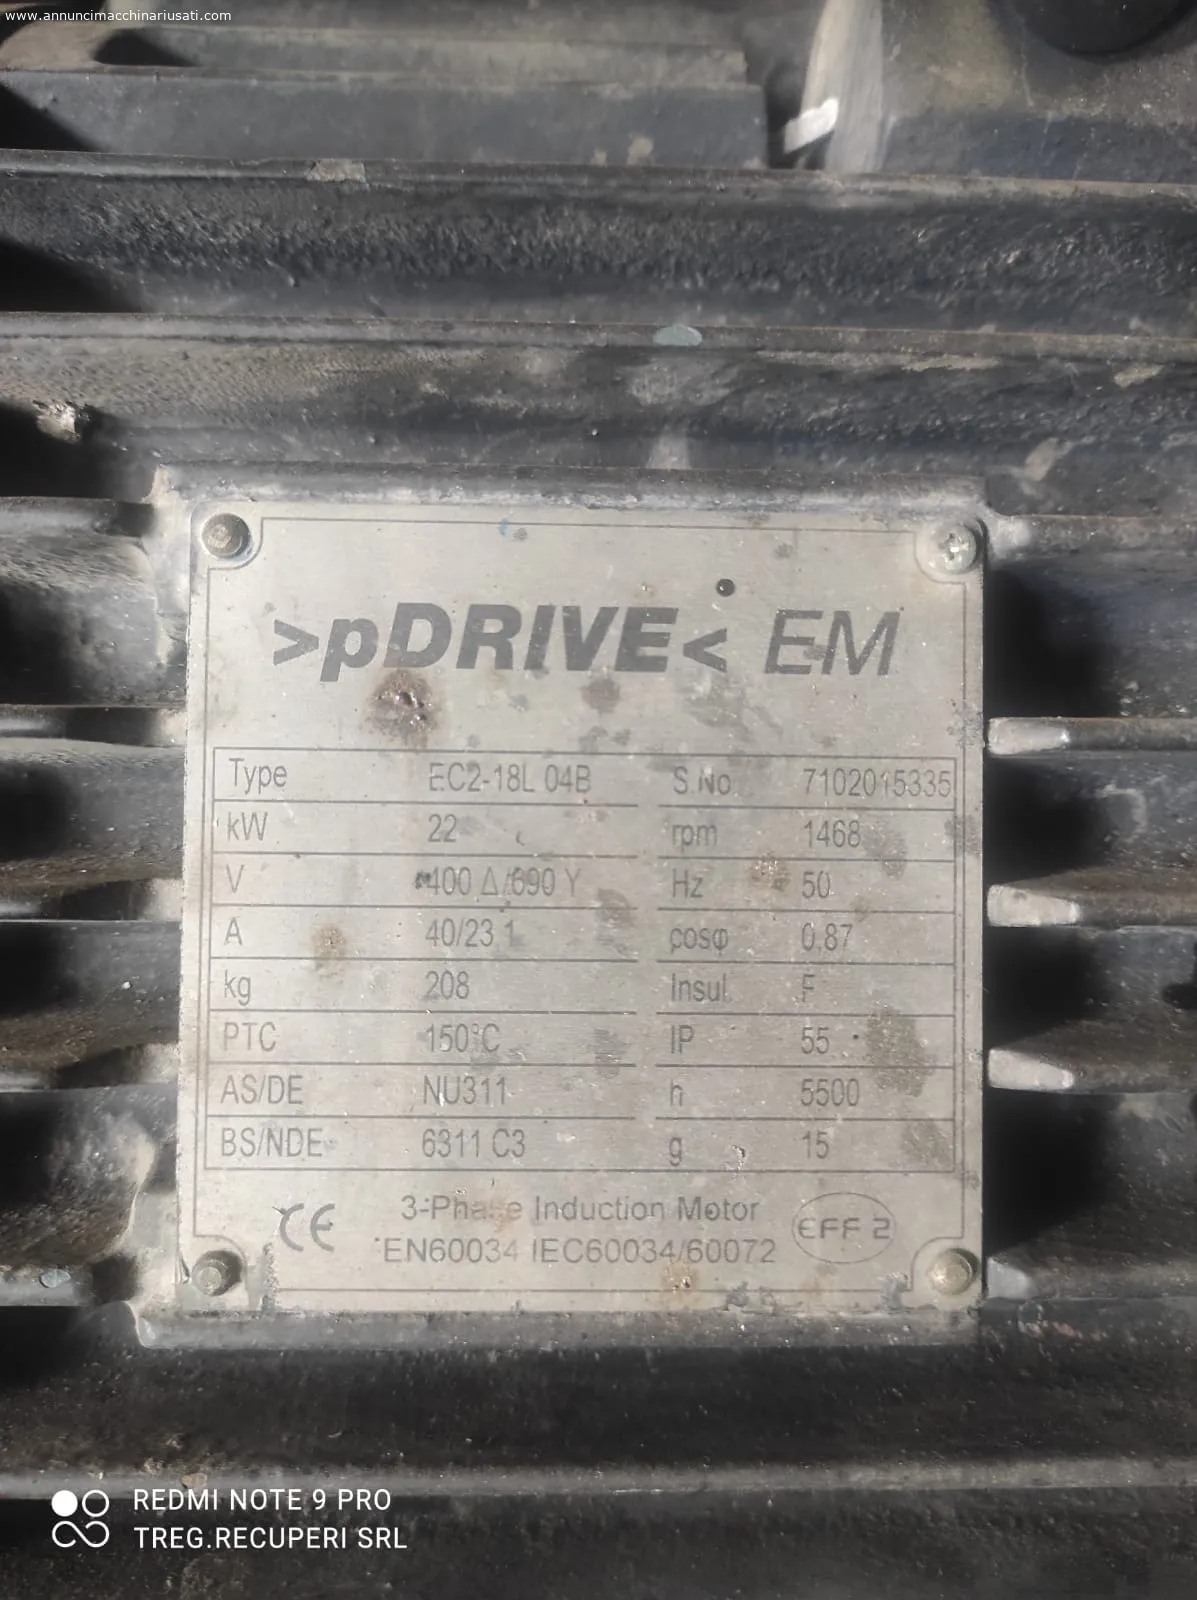 www.annuncimacchinariusati.com
>pDRIVE< EM
Type EC2-18L 04B S.No 7102015335
kW 22 rpm 1468
V 400 Δ/690 Y Hz 50
A 40/23.1 cosφ 0.87
kg 208 Insul F
PTC 150°C IP 55
AS/DE NU311 h 5500
BS/NDE 6311 C3 g 15
CE 3-Phase Induction Motor EFF 2
EN60034 IEC60034/60072
REDMI NOTE 9 PRO
TREG.RECUPERI SRL